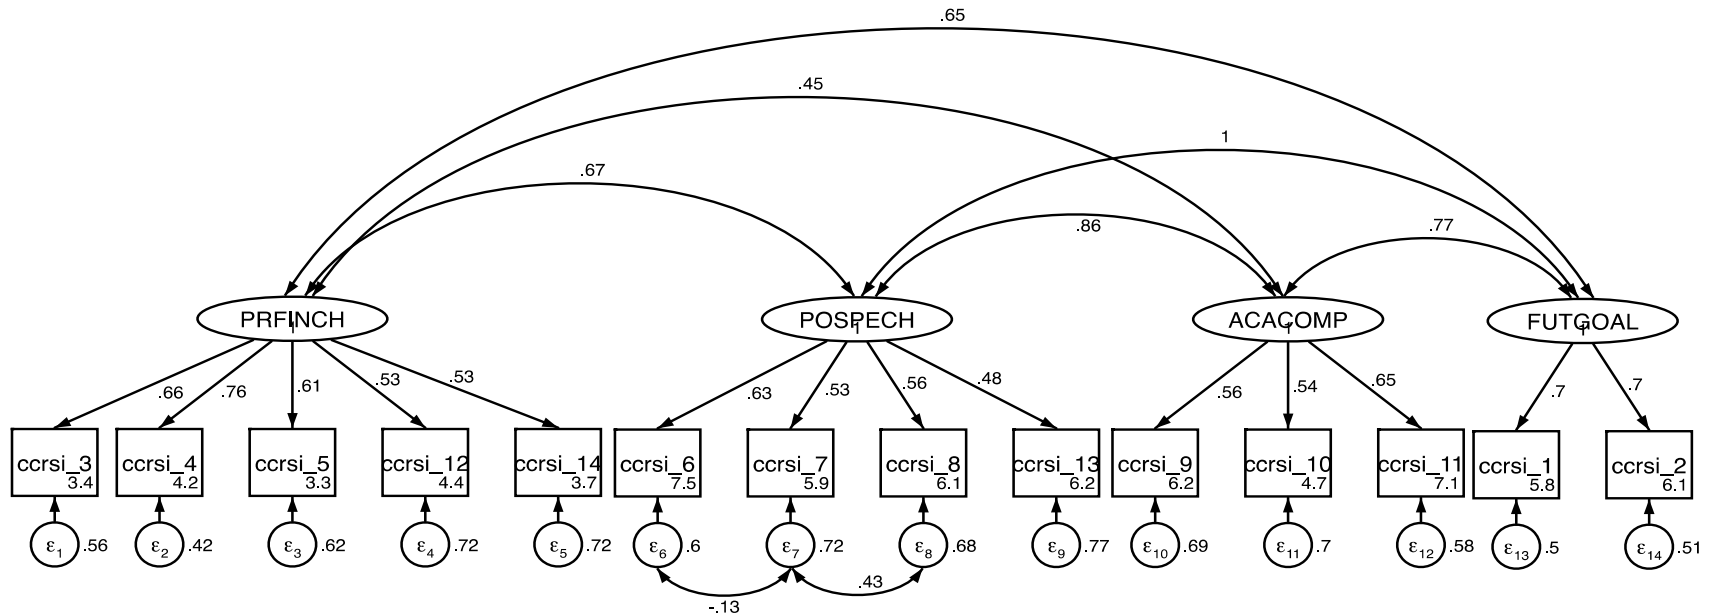 .65
.45
1
.67
.86
.77
PRFINCH
1
POSPECH
1
ACACOMP
1
FUTGOAL
1
.66 .76 .61 .53 .53 .63 .53 .56 .48 .56 .54 .65 .7 .7
ccrsi_3 ccrsi_4 ccrsi_5 ccrsi_12 ccrsi_14 ccrsi_6 ccrsi_7 ccrsi_8 ccrsi_13 ccrsi_9 ccrsi_10 ccrsi_11 ccrsi_1 ccrsi_2
3.4 4.2 3.3 4.4 3.7 7.5 5.9 6.1 6.2 6.2 4.7 7.1 5.8 6.1
ε1 .56 ε2 .42 ε3 .62 ε4 .72 ε5 .72 ε6 .6 ε7 .72 ε8 .68 ε9 .77 ε10 .69 ε11 .7 ε12 .58 ε13 .5 ε14 .51
-.13 .43